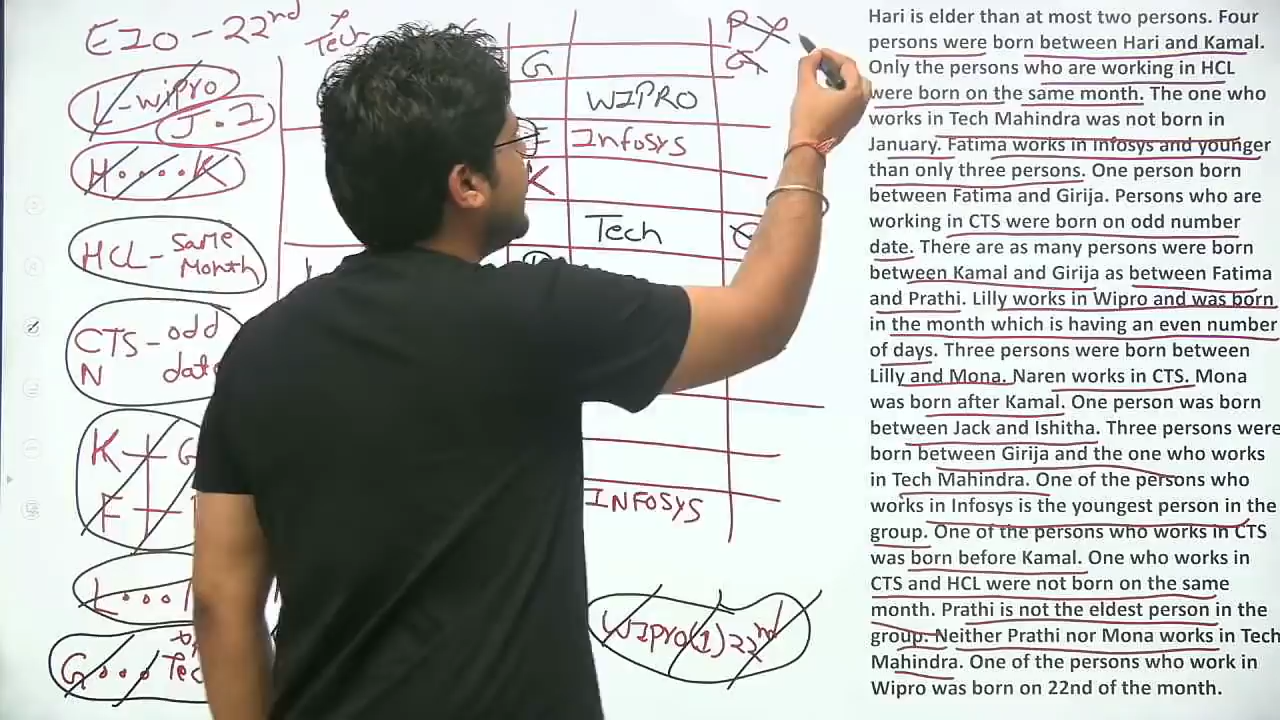 EIO - 22nd
Tech
L - wipro
J . I
H . . . . K
HCL - Same Month
CTS - odd
N dat
K
G
F
L . . . 1
G . . . Tec
G
WIPRO
Infosys
K
Tech
INFOSYS
P
G
WIPRO(1)22nd
Hari is elder than at most two persons. Four
persons were born between Hari and Kamal.
Only the persons who are working in HCL
were born on the same month. The one who
works in Tech Mahindra was not born in
January. Fatima works in Infosys and younger
than only three persons. One person born
between Fatima and Girija. Persons who are
working in CTS were born on odd number
date. There are as many persons were born
between Kamal and Girija as between Fatima
and Prathi. Lilly works in Wipro and was born
in the month which is having an even number
of days. Three persons were born between
Lilly and Mona. Naren works in CTS. Mona
was born after Kamal. One person was born
between Jack and Ishitha. Three persons were
born between Girija and the one who works
in Tech Mahindra. One of the persons who
works in Infosys is the youngest person in the
group. One of the persons who works in CTS
was born before Kamal. One who works in
CTS and HCL were not born on the same
month. Prathi is not the eldest person in the
group. Neither Prathi nor Mona works in Tech
Mahindra. One of the persons who work in
Wipro was born on 22nd of the month.